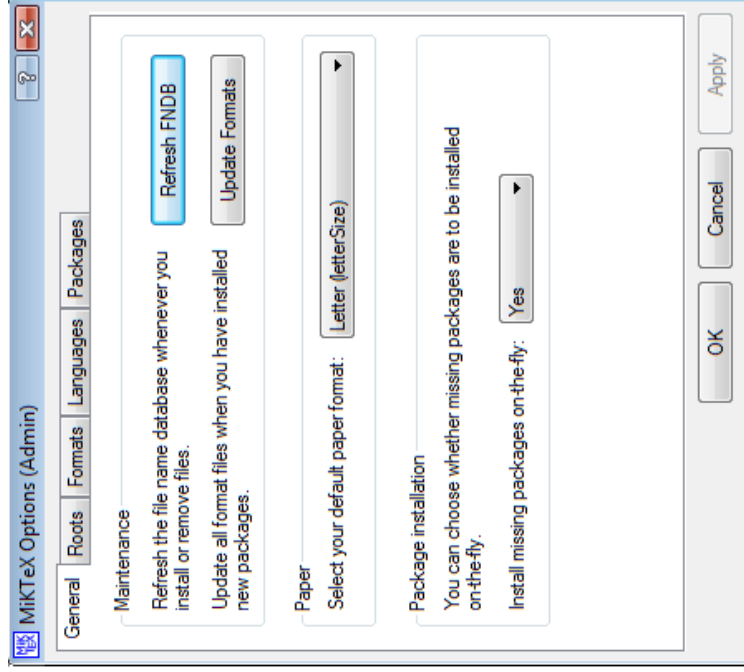 MiKTeX Options (Admin)
General
Roots
Formats
Languages
Packages
Maintenance
Refresh the file name database whenever you
install or remove files.
Refresh FNDB
Update all format files when you have installed
new packages.
Update Formats
Paper
Select your default paper format:
Letter (letterSize)
Package installation
You can choose whether missing packages are to be installed
on-the-fly.
Install missing packages on-the-fly:
Yes
OK
Cancel
Apply